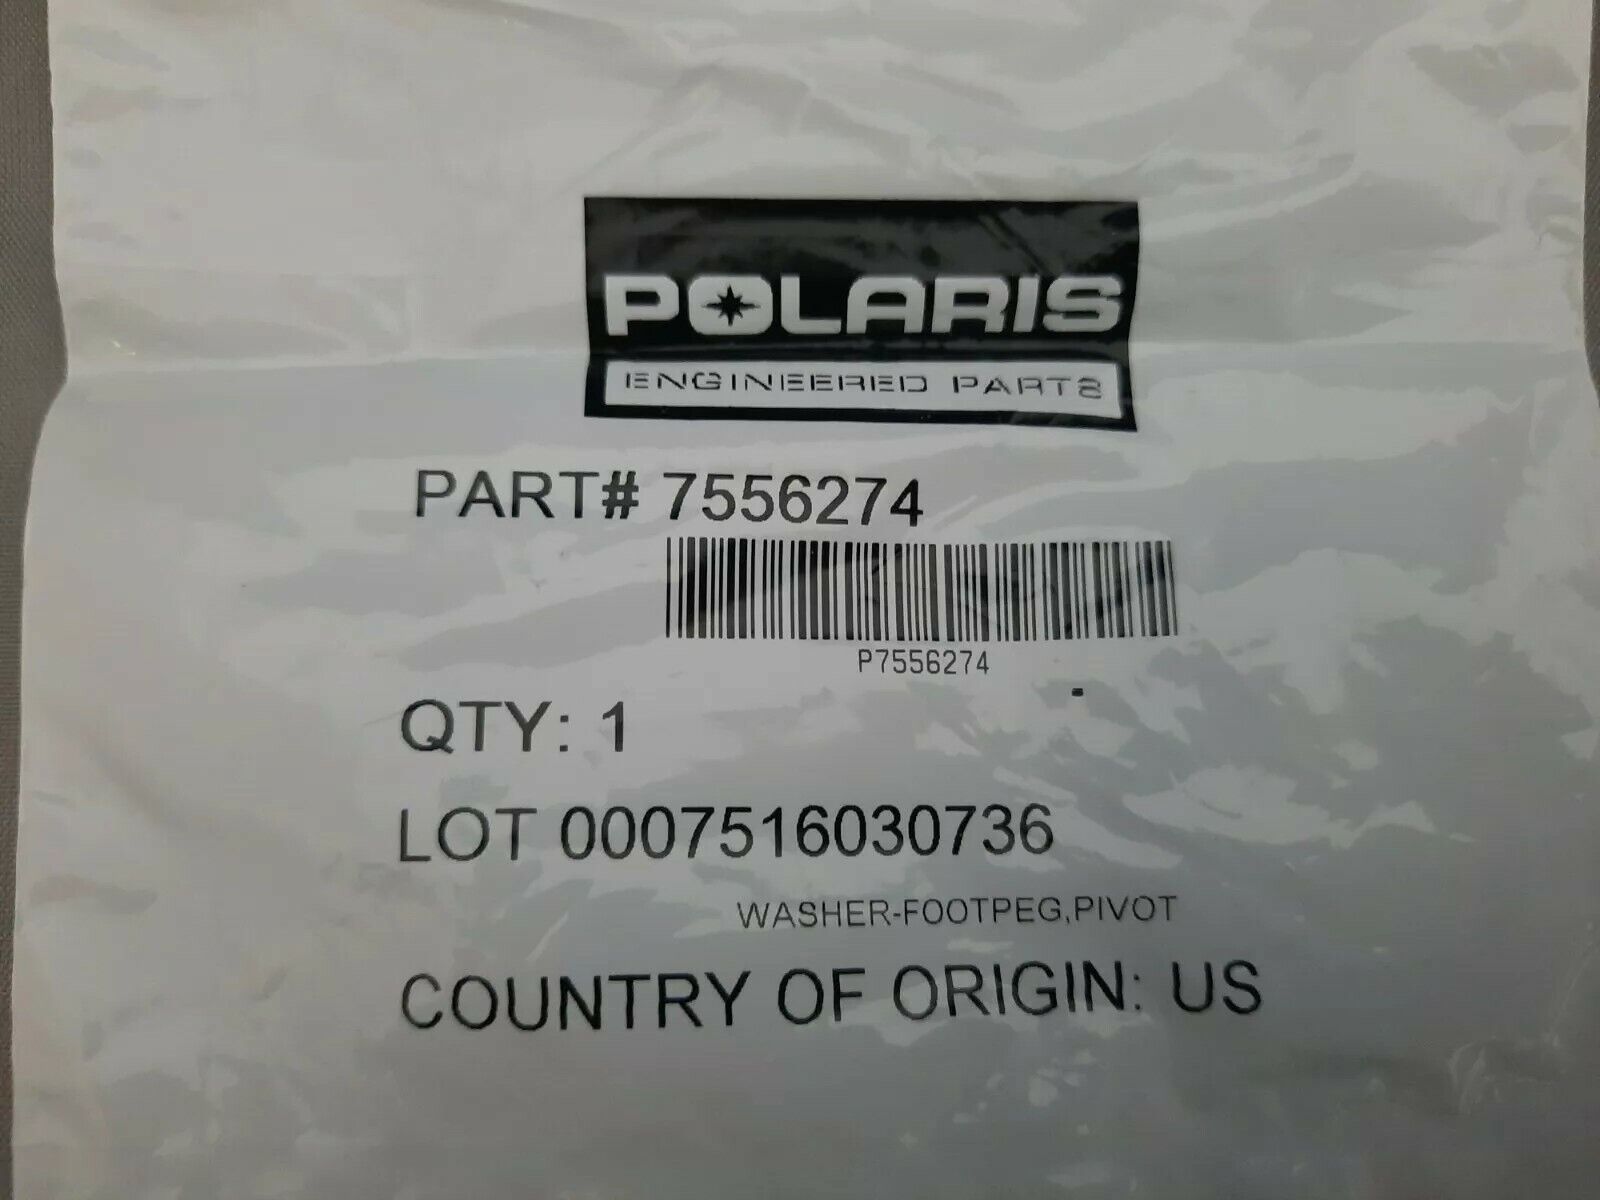 POLARIS
ENGINEERED PARTS
PART# 7556274
P7556274
QTY: 1
LOT 0007516030736
WASHER-FOOTPEG,PIVOT
COUNTRY OF ORIGIN: US